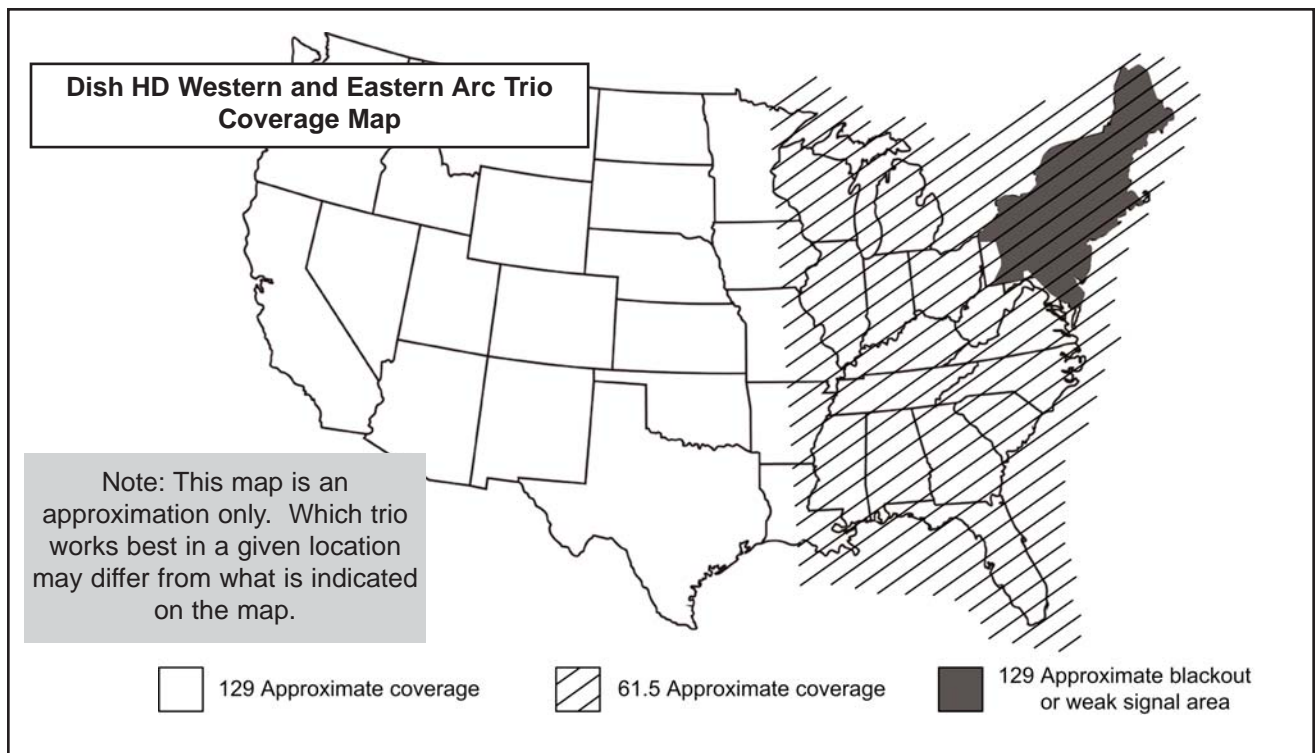 Dish HD Western and Eastern Arc Trio
Coverage Map
Note: This map is an
approximation only. Which trio
works best in a given location
may differ from what is indicated
on the map.
129 Approximate coverage
61.5 Approximate coverage
129 Approximate blackout
or weak signal area